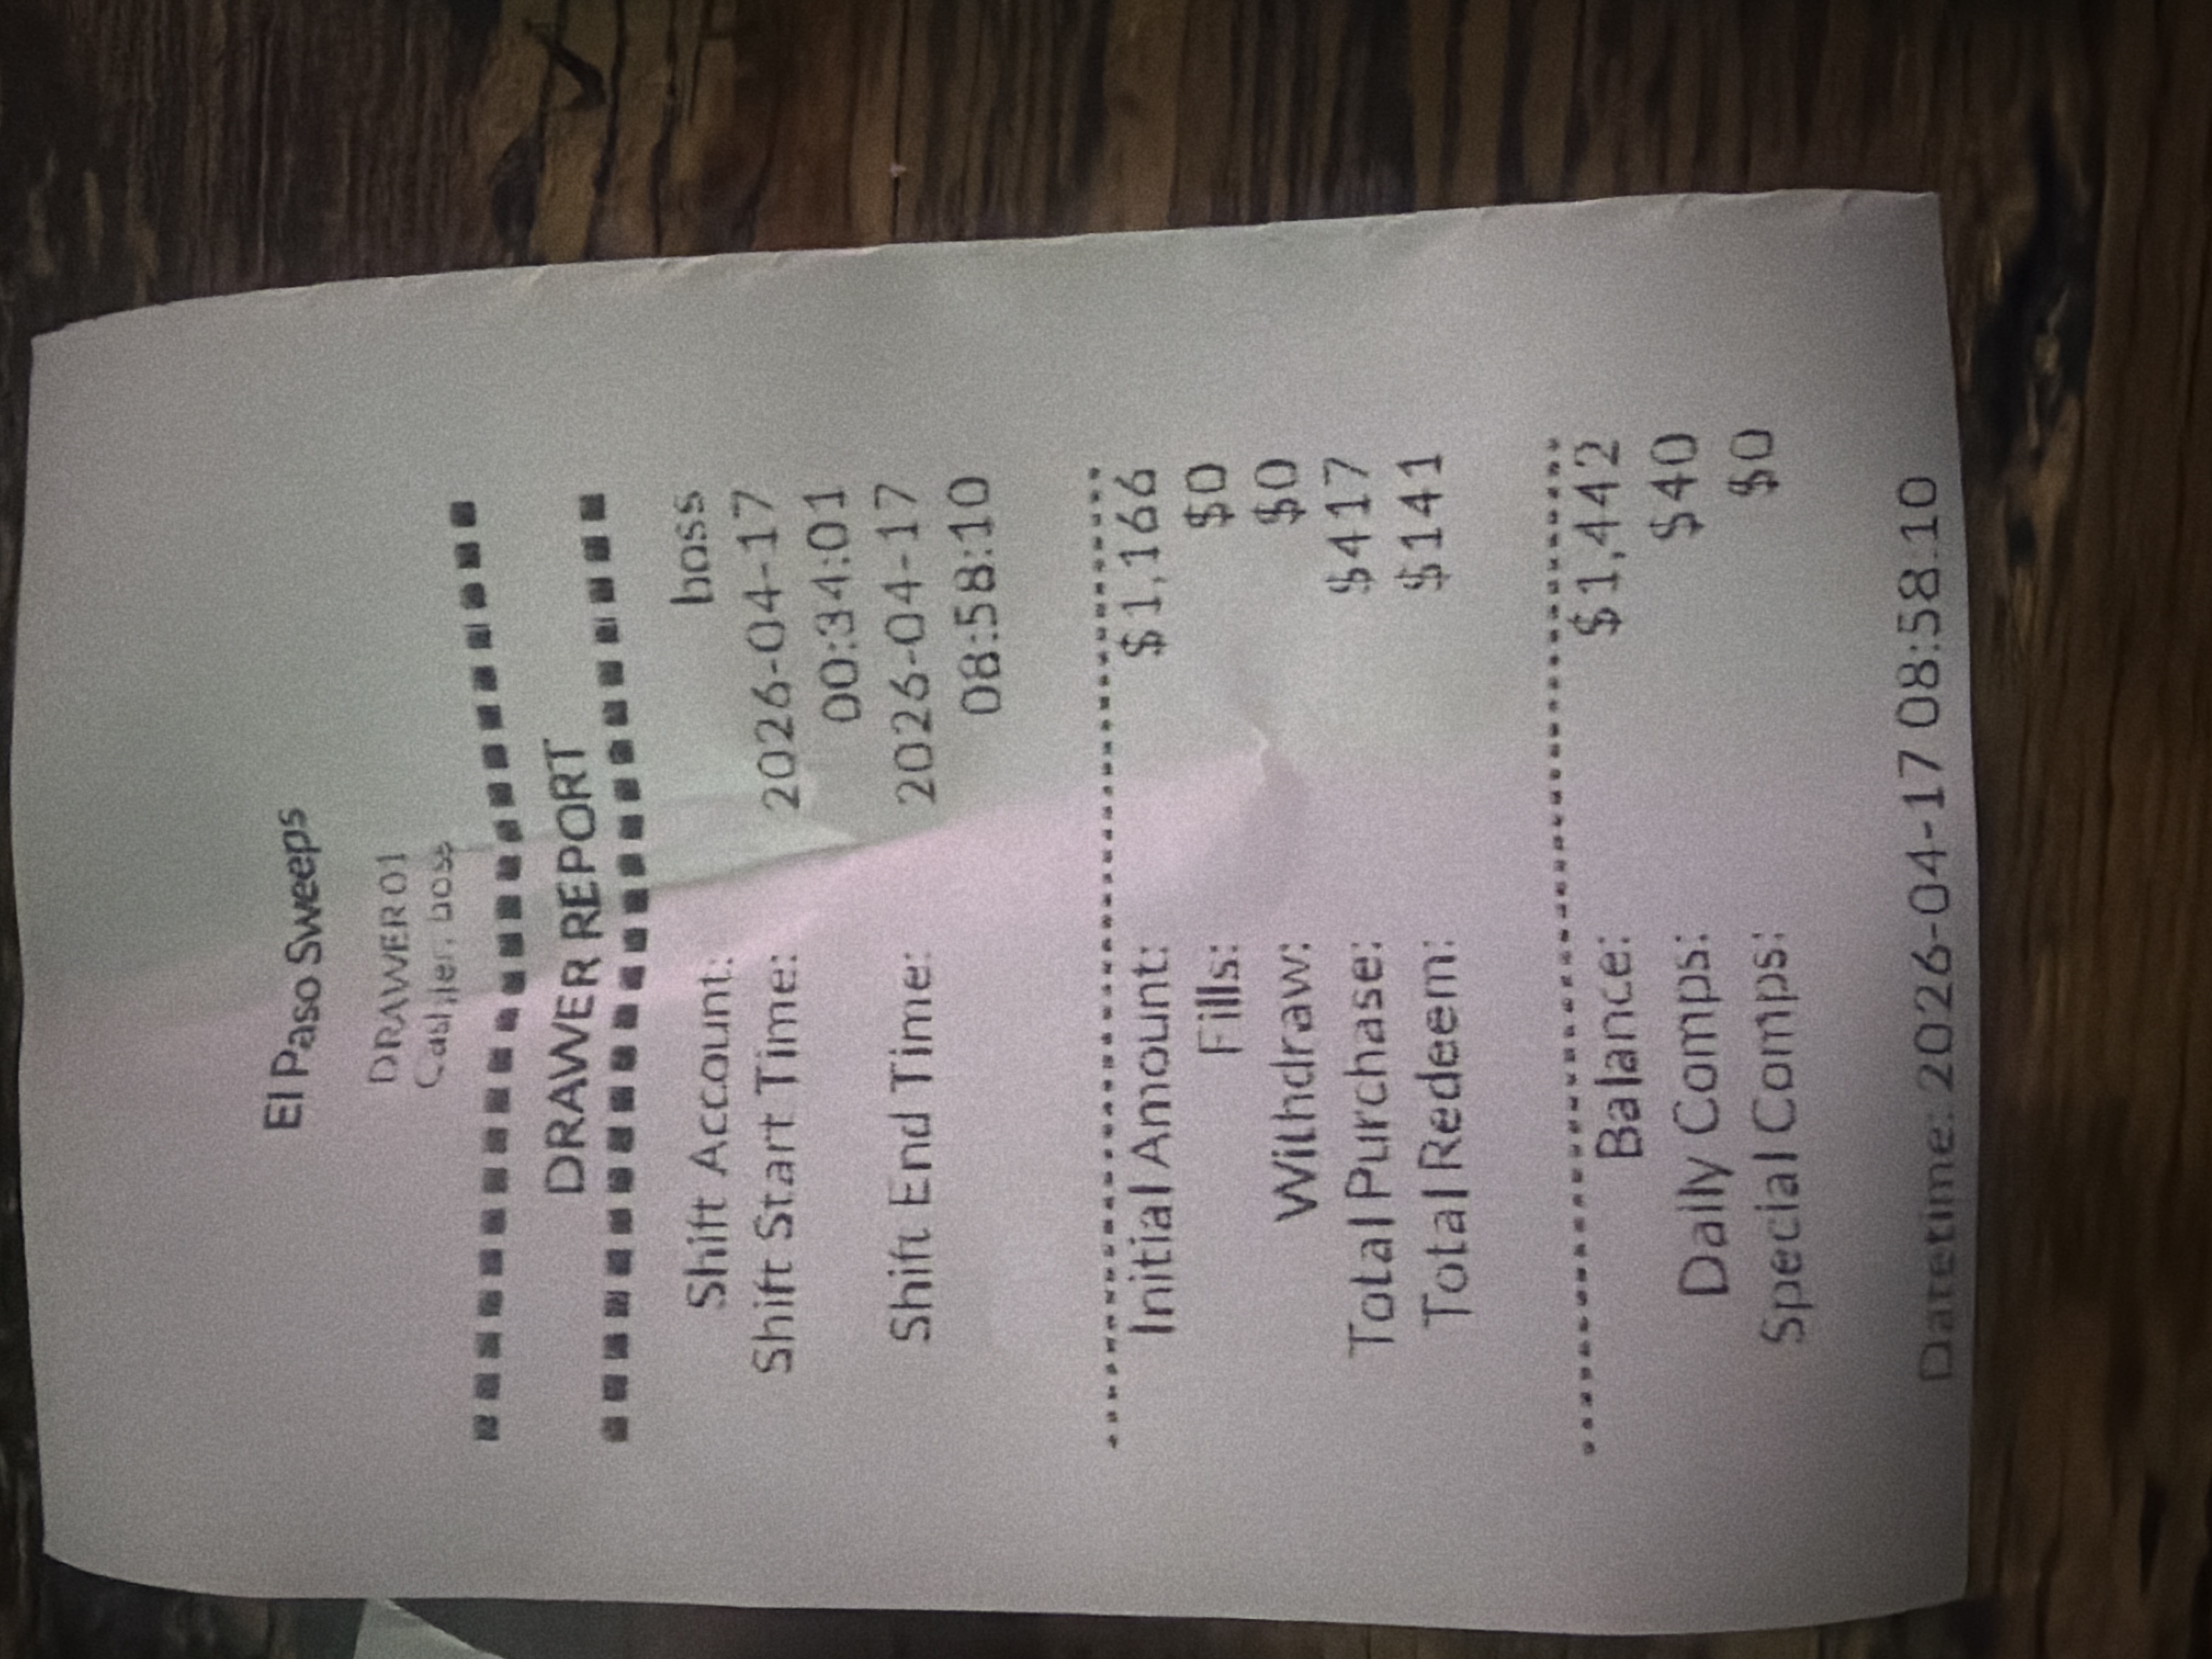 El Paso Sweeps
DRAWER 01
Cashier: boss
DRAWER REPORT
Shift Account: boss
Shift Start Time: 2026-04-17
00:34:01
Shift End Time: 2026-04-17
08:58:10
Initial Amount: $1,166
Fills: $0
Withdraw: $0
Total Purchase: $417
Total Redeem: $141
Balance: $1,442
Daily Comps: $40
Special Comps: $0
Datetime: 2026-04-17 08:58:10